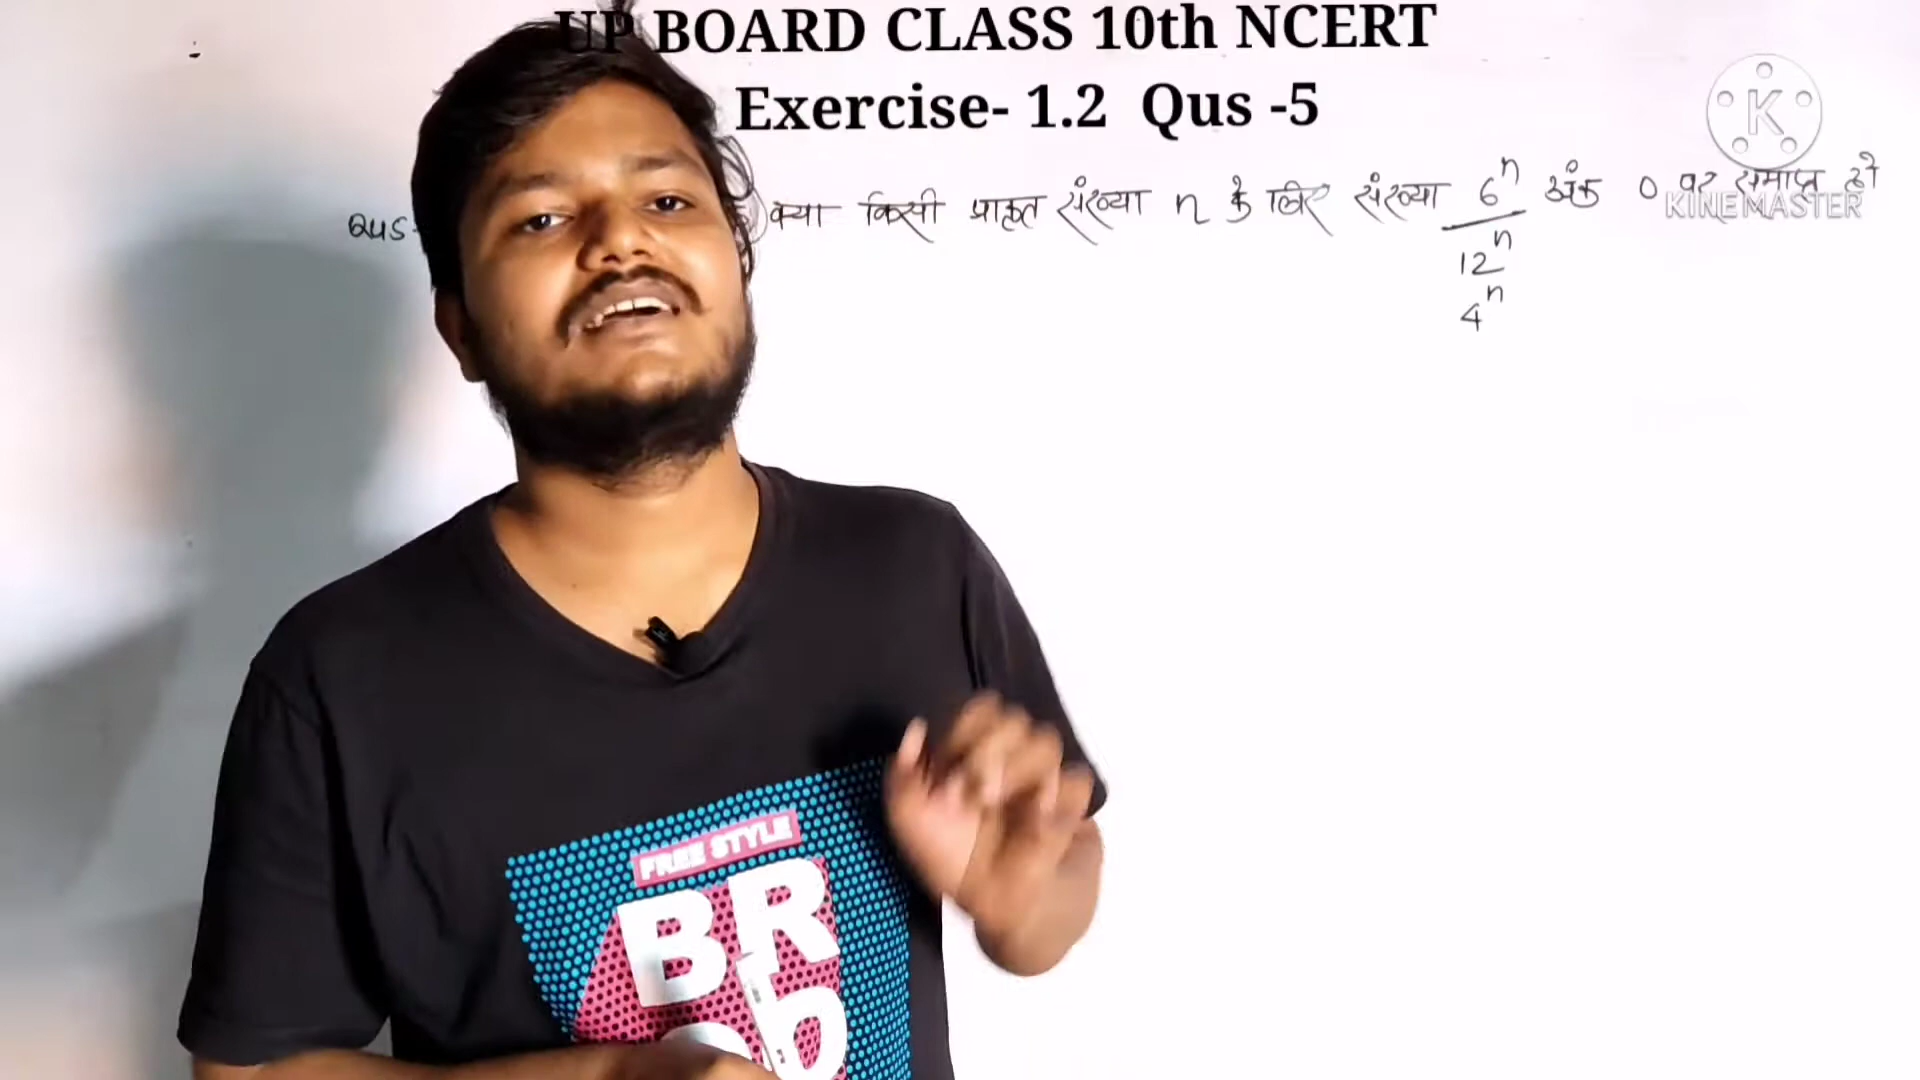 UP BOARD CLASS 10th NCERT
Exercise- 1.2 Qus -5
K
KINEMASTER
Qus- क्या किसी प्राकृत संख्या n के लिए संख्या 6ⁿ अंक 0 पर समाप्त हो
12ⁿ
4ⁿ
FREE STYLE
BR